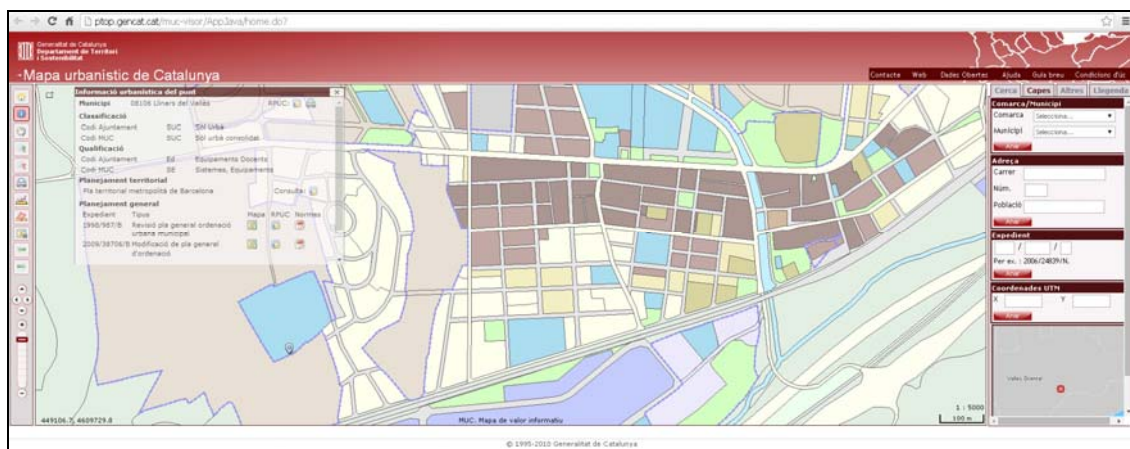 ptop.gencat.cat/muc-visor/AppJava/home.do?
Generalitat de Catalunya
Departament de Territori
i Sostenibilitat
Mapa urbanístic de Catalunya
Contacte Web Dades Obertes Ajuda Guia breu Condicions d'ús
Informació urbanística del punt
Municipi 08106 Llinars del Vallès RPUC:
Classificació
Codi Ajuntament SUC Sòl Urbà
Codi MUC SUC Sòl urbà consolidat
Qualificació
Codi Ajuntament Ed Equipaments Docents
Codi MUC SE Sistemes, Equipaments
Planejament territorial
Pla territorial metropolità de Barcelona Consulta:
Planejament general
Expedient Tipus Mapa RPUC Normes
1998/987/B Revisió pla general ordenació
urbana municipal
2009/38706/B Modificació de pla general
d'ordenació
Cerca Capes Altres Llegenda
Comarca/Municipi
Comarca Selecciona...
Municipi Selecciona...
Anar
Adreça
Carrer
Núm.
Població
Anar
Expedient
/ /
Per ex. : 2006/24829/N.
Anar
Coordenades UTM
X Y
Anar
Vallès Oriental
449106.7, 4609729.8
MUC. Mapa de valor informatiu
1 : 5000
100 m
© 1995-2010 Generalitat de Catalunya